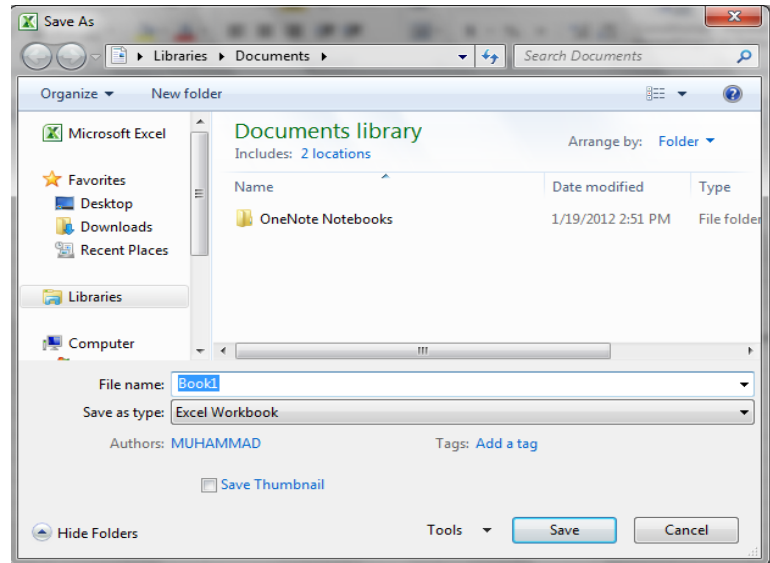 Save As
Libraries Documents Search Documents
Organize New folder
Microsoft Excel
Favorites
Desktop
Downloads
Recent Places
Libraries
Computer
Documents library
Includes: 2 locations
Arrange by: Folder
Name Date modified Type
OneNote Notebooks 1/19/2012 2:51 PM File folder
File name: Book1
Save as type: Excel Workbook
Authors: MUHAMMAD Tags: Add a tag
Save Thumbnail
Hide Folders Tools Save Cancel